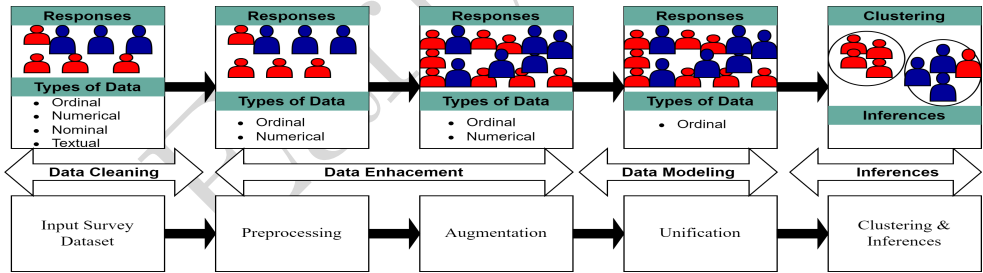 Responses
Types of Data
• Ordinal
• Numerical
• Nominal
• Textual
Responses
Types of Data
• Ordinal
• Numerical
Responses
Types of Data
• Ordinal
• Numerical
Responses
Types of Data
• Ordinal
Clustering
Inferences
Data Cleaning
Data Enhacement
Data Modeling
Inferences
Input Survey
Dataset
Preprocessing
Augmentation
Unification
Clustering &
Inferences